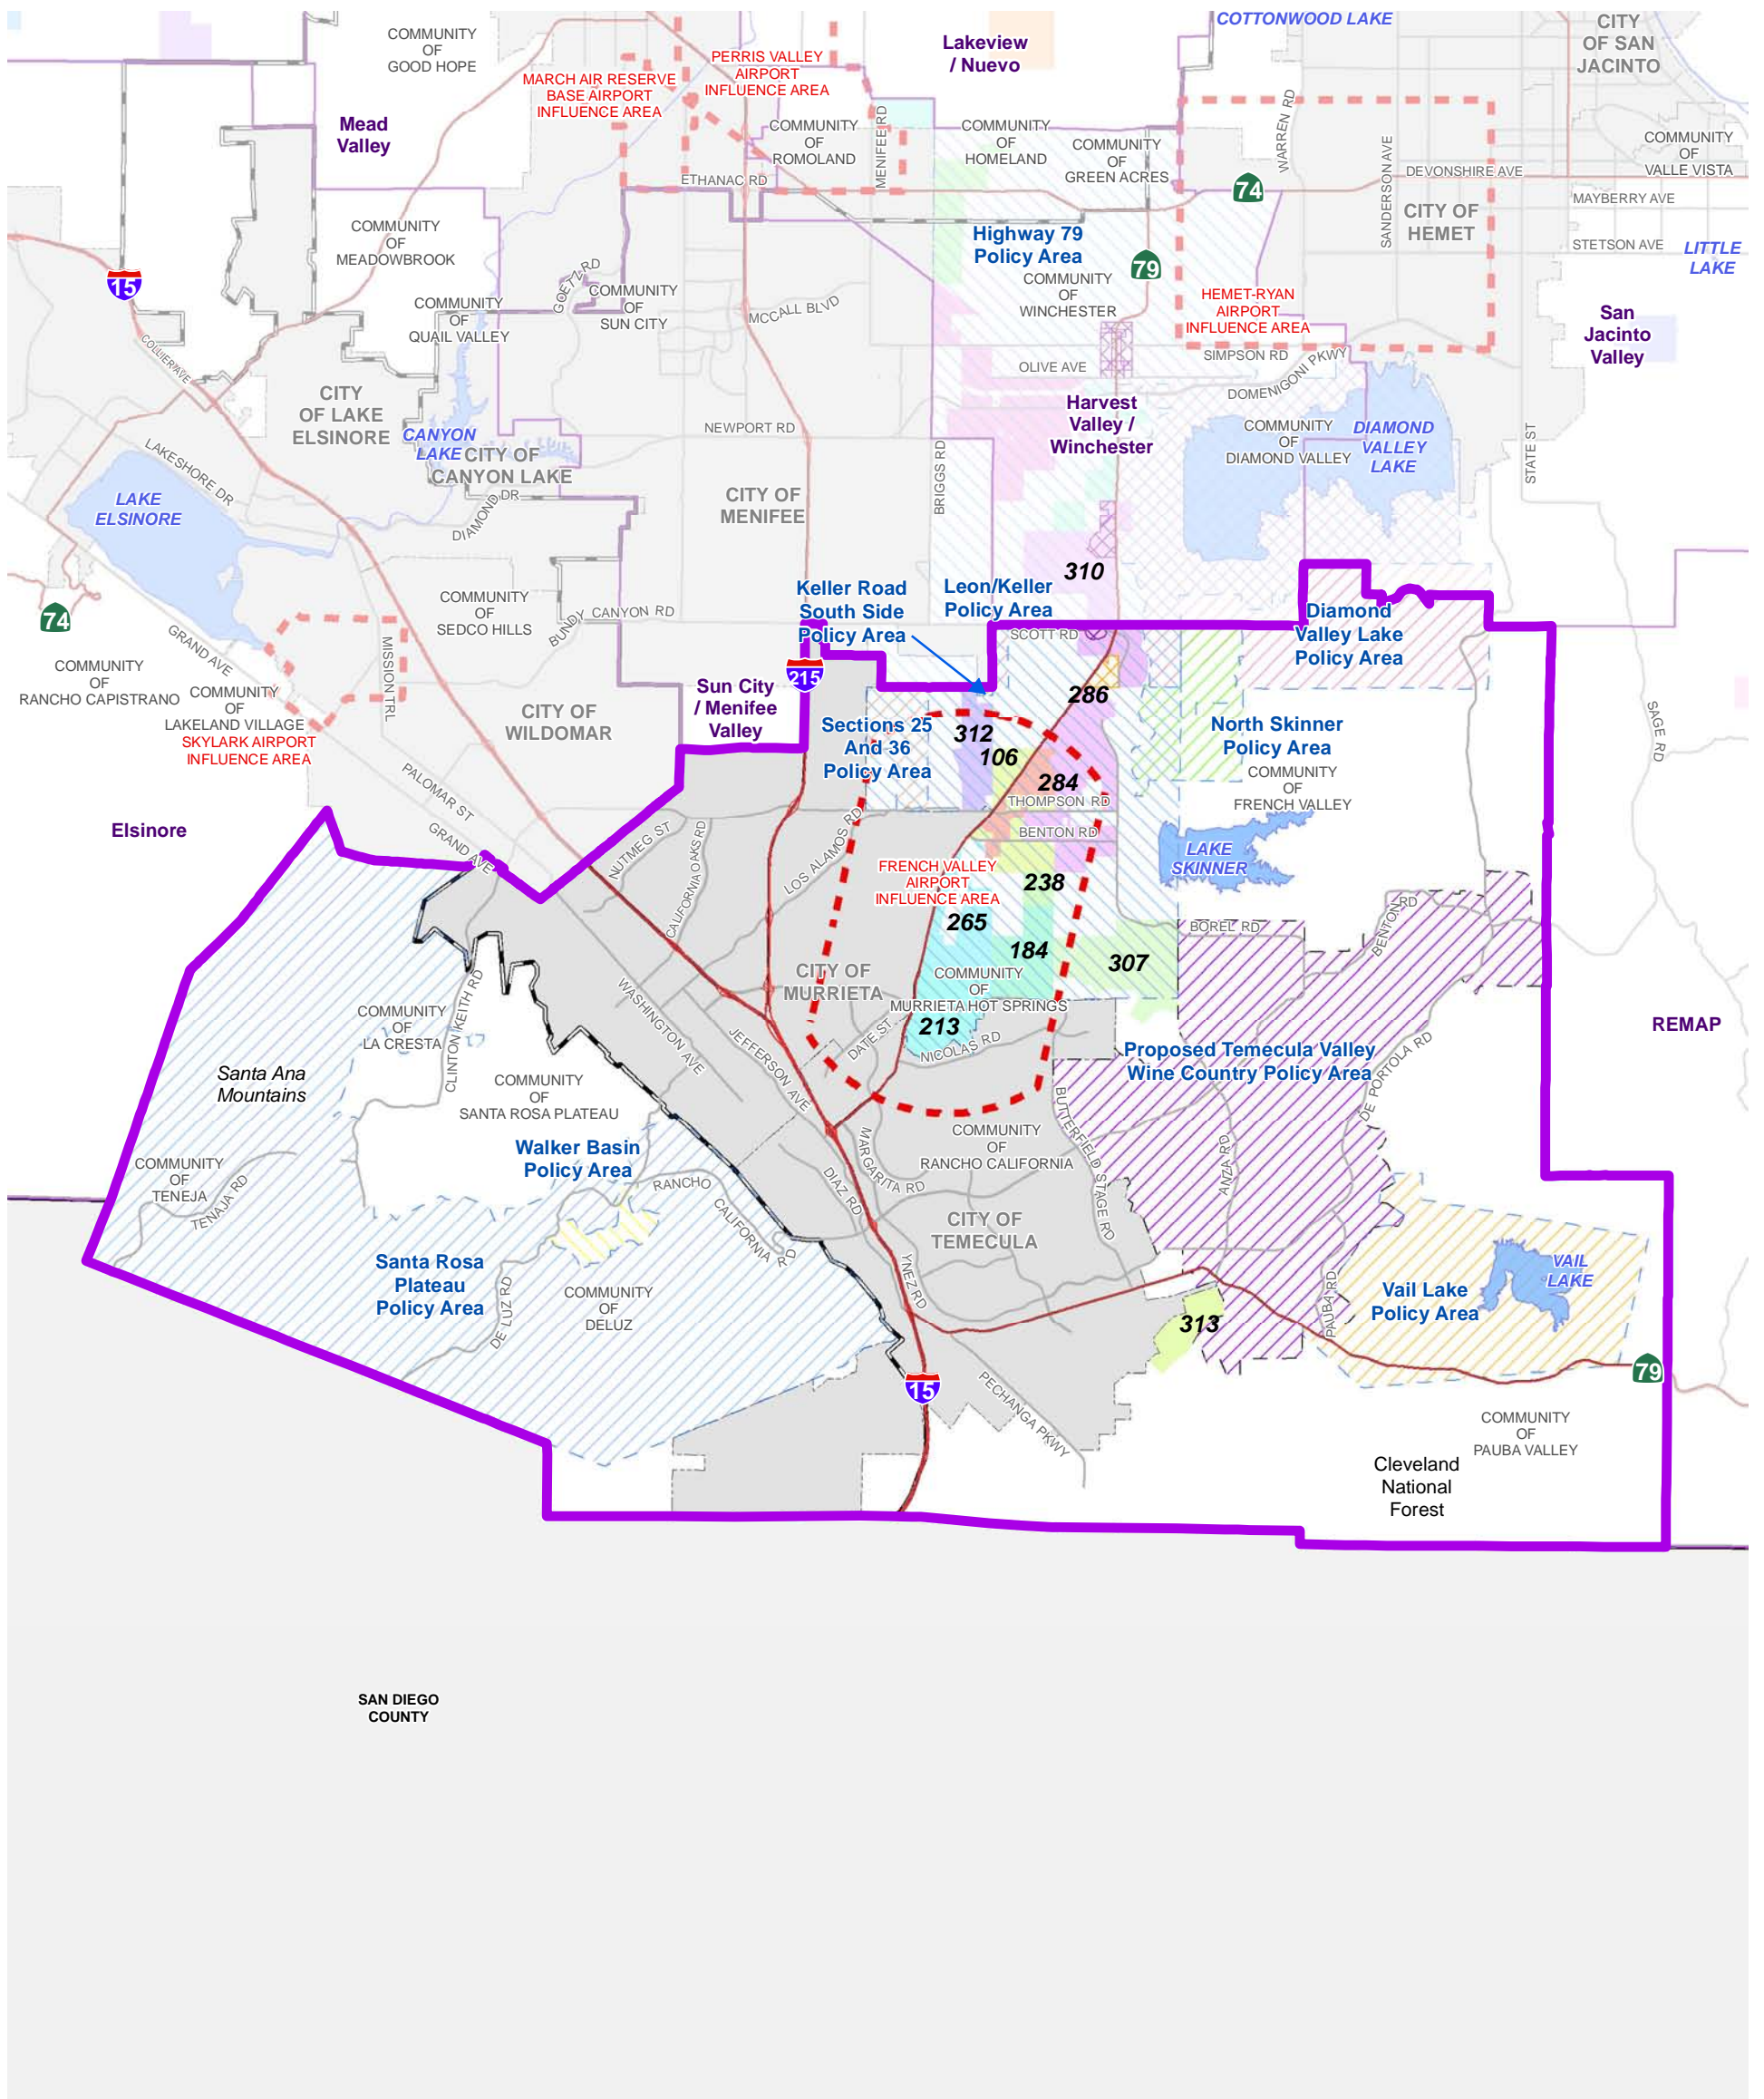 COTTONWOOD LAKE
CITY
OF SAN
JACINTO
COMMUNITY
OF
GOOD HOPE
Lakeview
/ Nuevo
PERRIS VALLEY
AIRPORT
INFLUENCE AREA
MARCH AIR RESERVE
BASE AIRPORT
INFLUENCE AREA
Mead
Valley
COMMUNITY
OF
ROMOLAND
MENIFEE RD
COMMUNITY
OF
HOMELAND
COMMUNITY
OF
GREEN ACRES
WARREN RD
SANDERSON AVE
COMMUNITY
OF
VALLE VISTA
ETHANAC RD
74
DEVONSHIRE AVE
MAYBERRY AVE
CITY OF
HEMET
STETSON AVE
LITTLE
LAKE
COMMUNITY
OF
MEADOWBROOK
Highway 79
Policy Area
79
15
GOETZ RD
COMMUNITY
OF
SUN CITY
COMMUNITY
OF
QUAIL VALLEY
MCCALL BLVD
COMMUNITY
OF
WINCHESTER
HEMET-RYAN
AIRPORT
INFLUENCE AREA
San
Jacinto
Valley
COLLIER AVE
SIMPSON RD
OLIVE AVE
DOMENIGONI PKWY
CITY
OF LAKE
ELSINORE
Harvest
Valley /
Winchester
CANYON
LAKE
CITY OF
CANYON LAKE
NEWPORT RD
COMMUNITY
OF
DIAMOND VALLEY
DIAMOND
VALLEY
LAKE
LAKESHORE DR
BRIGGS RD
STATE ST
LAKE
ELSINORE
DIAMOND DR
CITY OF
MENIFEE
310
74
COMMUNITY
OF
SEDCO HILLS
BUNDY CANYON RD
Keller Road
South Side
Policy Area
Leon/Keller
Policy Area
SCOTT RD
Diamond
Valley Lake
Policy Area
GRAND AVE
MISSION TRL
COMMUNITY
OF
RANCHO CAPISTRANO
COMMUNITY
OF
LAKELAND VILLAGE
SKYLARK AIRPORT
INFLUENCE AREA
CITY OF
WILDOMAR
Sun City
/ Menifee
Valley
215
286
Sections 25
And 36
Policy Area
312
106
284
North Skinner
Policy Area
SAGE RD
COMMUNITY
OF
FRENCH VALLEY
THOMPSON RD
PALOMAR ST
Elsinore
GRAND AVE
NUTMEG ST
CALIFORNIA OAKS RD
LOS ALAMOS RD
BENTON RD
LAKE
SKINNER
FRENCH VALLEY
AIRPORT
INFLUENCE AREA
238
265
184
307
BOREL RD
BENTON RD
CITY OF
MURRIETA
COMMUNITY
OF
MURRIETA HOT SPRINGS
WASHINGTON AVE
CLINTON KEITH RD
COMMUNITY
OF
LA CRESTA
213
DATE ST
NICOLAS RD
JEFFERSON AVE
REMAP
Proposed Temecula Valley
Wine Country Policy Area
DE PORTOLA RD
Santa Ana
Mountains
COMMUNITY
OF
SANTA ROSA PLATEAU
BUTTERFIELD STAGE RD
MARGARITA RD
COMMUNITY
OF
RANCHO CALIFORNIA
ANZA RD
Walker Basin
Policy Area
COMMUNITY
OF
TENEJA
TENAJA RD
RANCHO
CALIFORNIA RD
DIAZ RD
CITY OF
TEMECULA
Santa Rosa
Plateau
Policy Area
DE LUZ RD
COMMUNITY
OF
DELUZ
YNEZ RD
PAUBA RD
Vail Lake
Policy Area
VAIL
LAKE
313
79
15
PECHANGA PKWY
COMMUNITY
OF
PAUBA VALLEY
Cleveland
National
Forest
SAN DIEGO
COUNTY